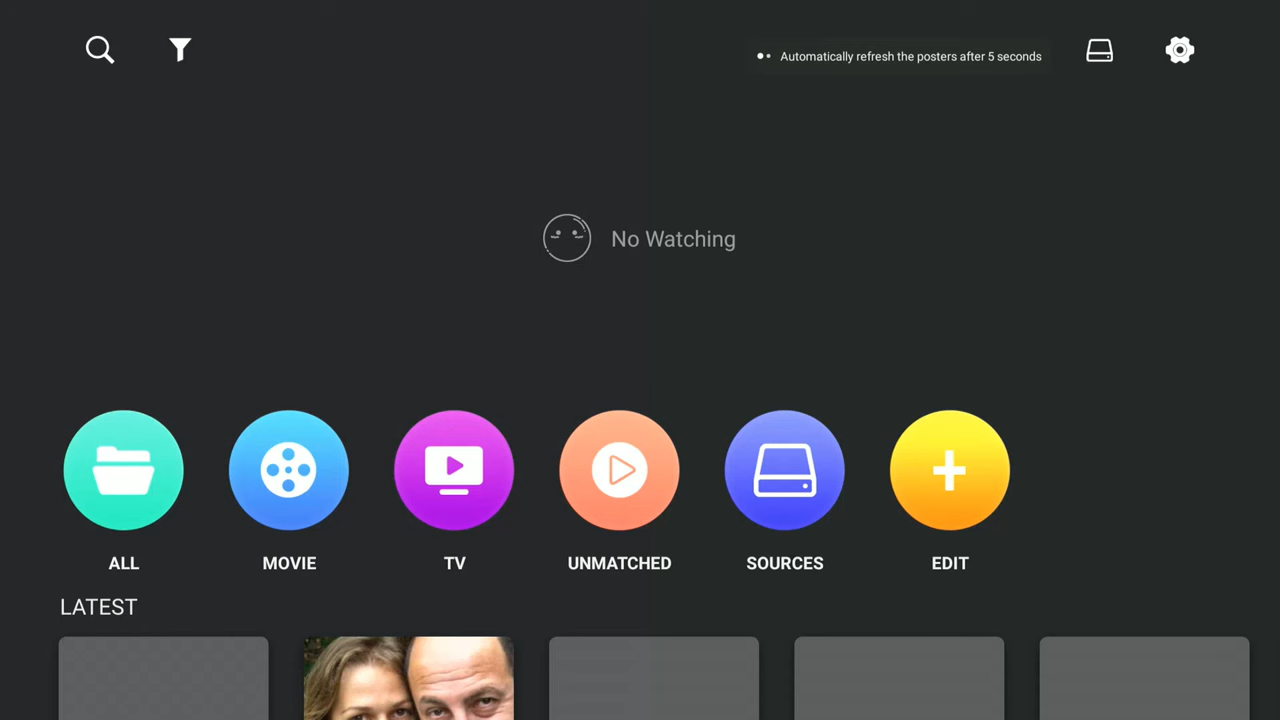 Automatically refresh the posters after 5 seconds
No Watching
ALL
MOVIE
TV
UNMATCHED
SOURCES
EDIT
LATEST